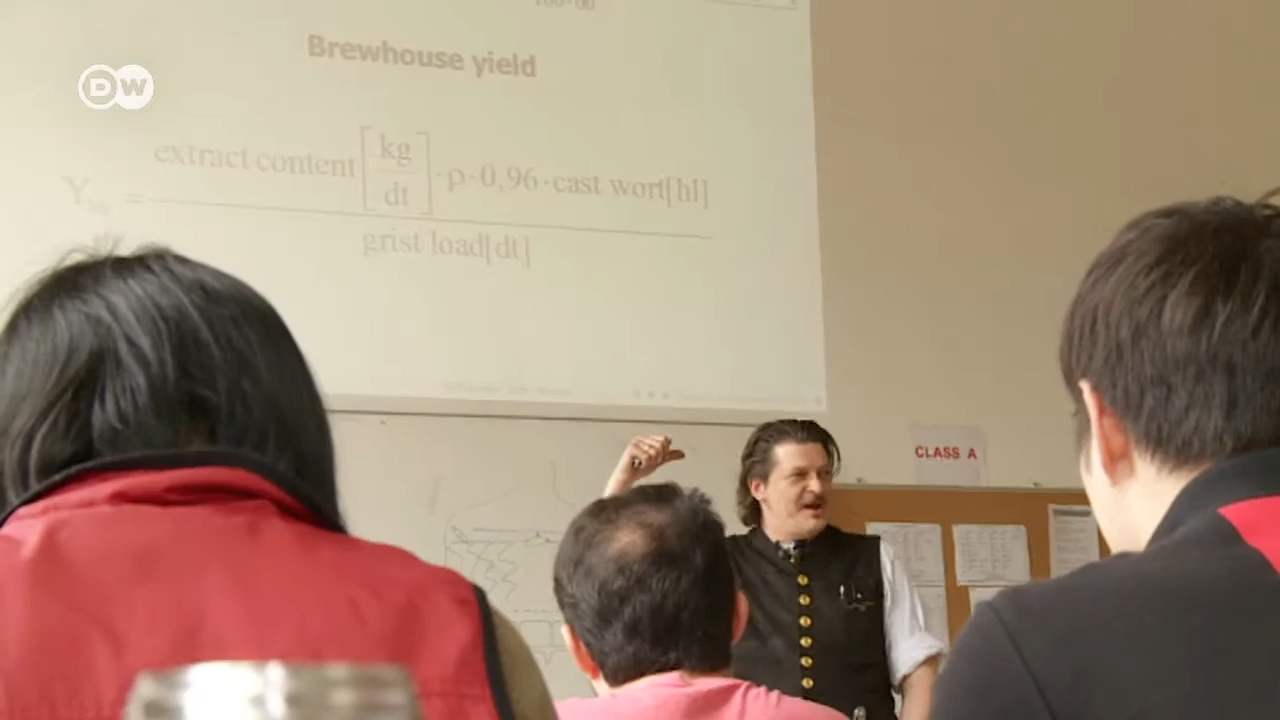 DW
Brewhouse yield
extract content [kg/dt] · ρ · 0,96 · cast wort[hl]
Y =
grist load[dt]
CLASS A